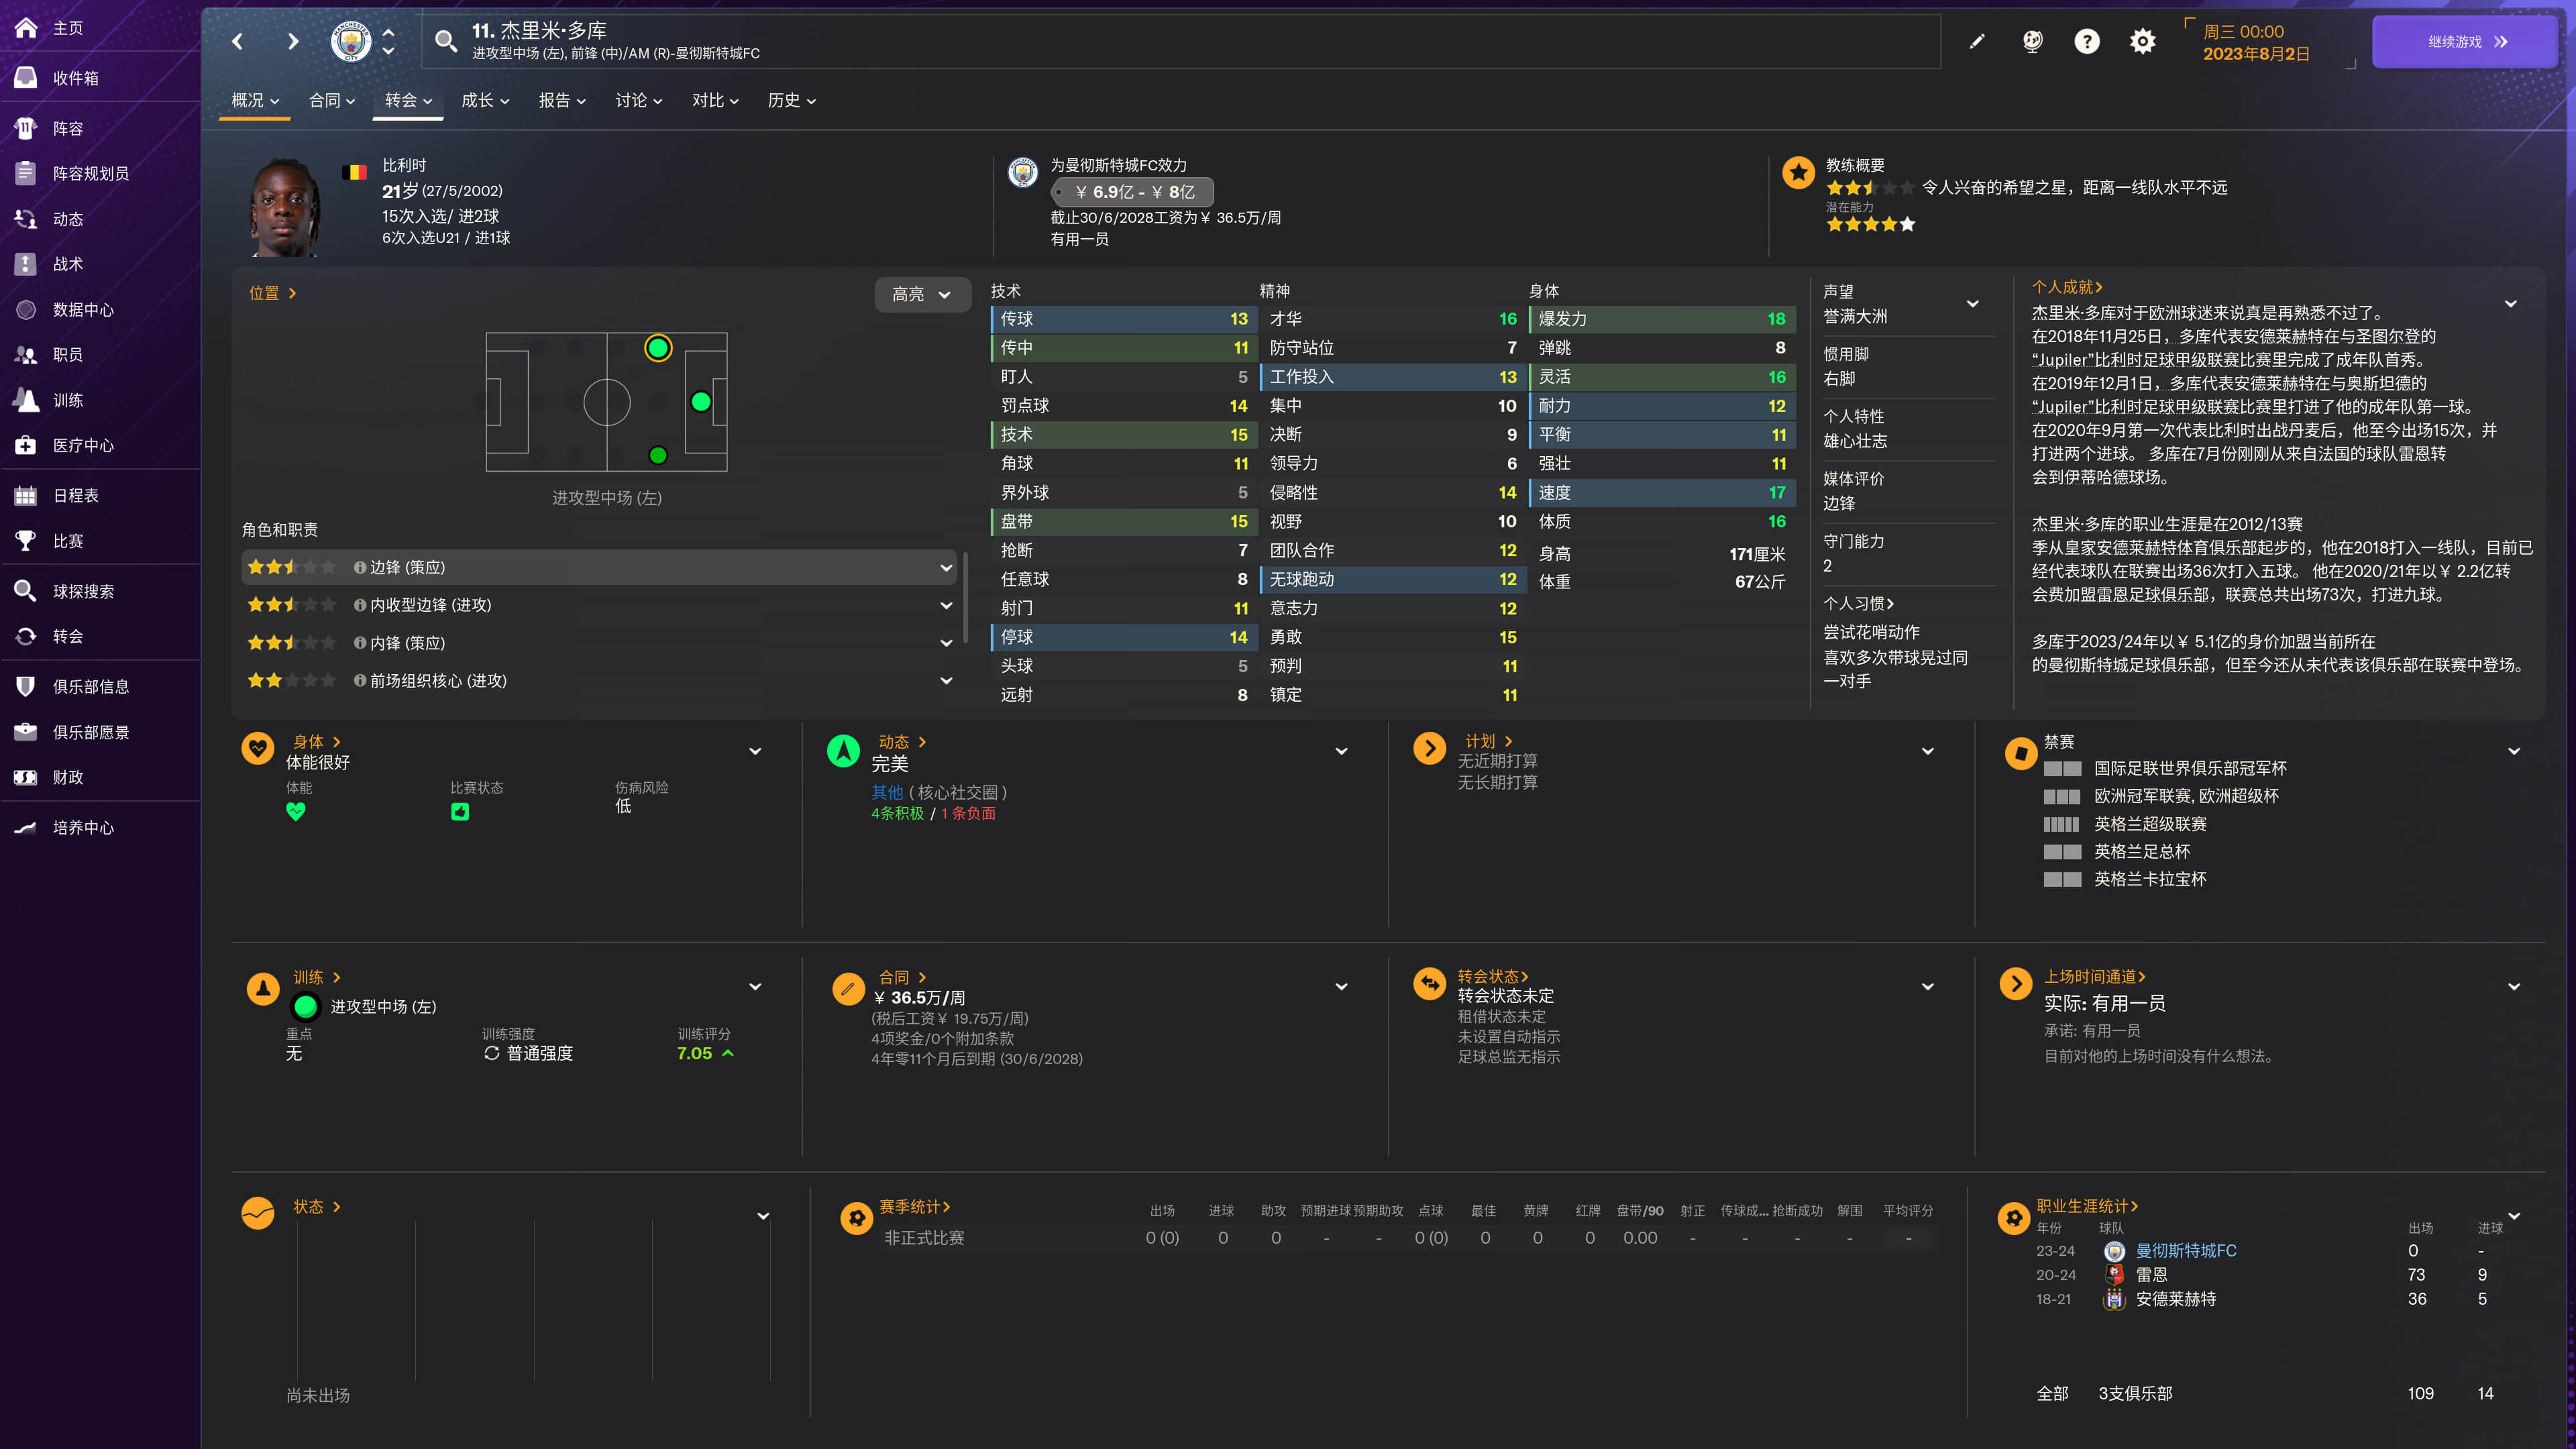 主页
收件箱
阵容
阵容规划员
动态
战术
数据中心
职员
训练
医疗中心
日程表
比赛
球探搜索
转会
俱乐部信息
俱乐部愿景
财政
培养中心
11. 杰里米·多库
进攻型中场 (左), 前锋 (中)/AM (R)-曼彻斯特城FC
周三 00:00
2023年8月2日
继续游戏
概况 合同 转会 成长 报告 讨论 对比 历史
比利时
21岁 (27/5/2002)
15次入选/ 进2球
6次入选U21 / 进1球
为曼彻斯特城FC效力
¥ 6.9亿 - ¥ 8亿
截止30/6/2028工资为¥ 36.5万/周
有用一员
教练概要
令人兴奋的希望之星，距离一线队水平不远
潜在能力
位置
高亮
进攻型中场 (左)
角色和职责
边锋 (策应)
内收型边锋 (进攻)
内锋 (策应)
前场组织核心 (进攻)
技术
传球 13
传中 11
盯人 5
罚点球 14
技术 15
角球 11
界外球 5
盘带 15
抢断 7
任意球 8
射门 11
停球 14
头球 5
远射 8
精神
才华 16
防守站位 7
工作投入 13
集中 10
决断 9
领导力 6
侵略性 14
视野 10
团队合作 12
无球跑动 12
意志力 12
勇敢 15
预判 11
镇定 11
身体
爆发力 18
弹跳 8
灵活 16
耐力 12
平衡 11
强壮 11
速度 17
体质 16
身高 171厘米
体重 67公斤
声望
誉满大洲
惯用脚
右脚
个人特性
雄心壮志
媒体评价
边锋
守门能力
2
个人习惯
尝试花哨动作
喜欢多次带球晃过同
一对手
个人成就
杰里米·多库对于欧洲球迷来说真是再熟悉不过了。
在2018年11月25日，多库代表安德莱赫特在与圣图尔登的
“Jupiler”比利时足球甲级联赛比赛里完成了成年队首秀。
在2019年12月1日，多库代表安德莱赫特在与奥斯坦德的
“Jupiler”比利时足球甲级联赛比赛里打进了他的成年队第一球。
在2020年9月第一次代表比利时出战丹麦后，他至今出场15次，并
打进两个进球。 多库在7月份刚刚从来自法国的球队雷恩转
会到伊蒂哈德球场。
杰里米·多库的职业生涯是在2012/13赛
季从皇家安德莱赫特体育俱乐部起步的，他在2018打入一线队，目前已
经代表球队在联赛出场36次打入五球。 他在2020/21年以¥ 2.2亿转
会费加盟雷恩足球俱乐部，联赛总共出场73次，打进九球。
多库于2023/24年以¥ 5.1亿的身价加盟当前所在
的曼彻斯特城足球俱乐部，但至今还从未代表该俱乐部在联赛中登场。
身体
体能很好
体能 比赛状态 伤病风险
低
动态
完美
其他 ( 核心社交圈 )
4条积极 / 1 条负面
计划
无近期打算
无长期打算
禁赛
国际足联世界俱乐部冠军杯
欧洲冠军联赛, 欧洲超级杯
英格兰超级联赛
英格兰足总杯
英格兰卡拉宝杯
训练
进攻型中场 (左)
重点 训练强度 训练评分
无 普通强度 7.05
合同
¥ 36.5万/周
(税后工资¥ 19.75万/周)
4项奖金/0个附加条款
4年零11个月后到期 (30/6/2028)
转会状态
转会状态未定
租借状态未定
未设置自动指示
足球总监无指示
上场时间通道
实际: 有用一员
承诺: 有用一员
目前对他的上场时间没有什么想法。
状态
尚未出场
赛季统计 出场 进球 助攻 预期进球 预期助攻 点球 最佳 黄牌 红牌 盘带/90 射正 传球成... 抢断成功 解围 平均评分
非正式比赛 0 (0) 0 0 - - 0 (0) 0 0 0 0.00 - - - - -
职业生涯统计
年份 球队 出场 进球
23-24 曼彻斯特城FC 0 -
20-24 雷恩 73 9
18-21 安德莱赫特 36 5
全部 3支俱乐部 109 14